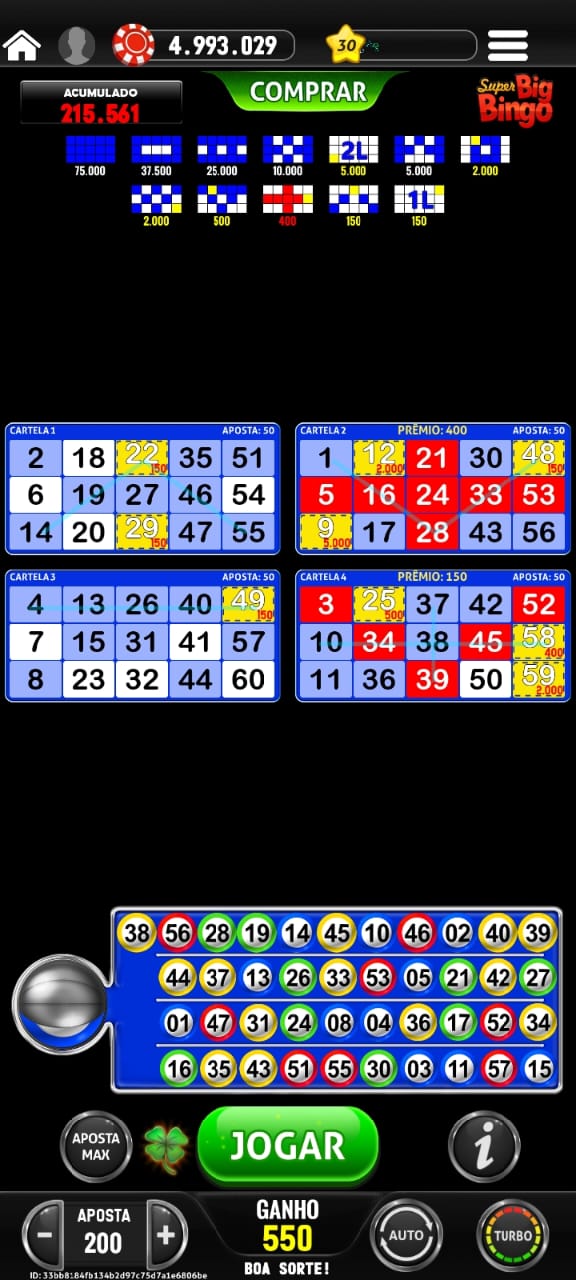 4.993.029
30
ACUMULADO
215.561
COMPRAR
Super Big Bingo
75.000 37.500 25.000 10.000 2L 5.000 5.000 2.000
2.000 500 400 150 1L 150
CARTELA 1 APOSTA: 50
2 18 22 150 35 51
6 19 27 46 54
14 20 29 150 47 55
CARTELA 2 PRÊMIO: 400 APOSTA: 50
1 12 2.000 21 30 48 150
5 16 24 33 53
9 5.000 17 28 43 56
CARTELA 3 APOSTA: 50
4 13 26 40 49 150
7 15 31 41 57
8 23 32 44 60
CARTELA 4 PRÊMIO: 150 APOSTA: 50
3 25 500 37 42 52
10 34 38 45 58 400
11 36 39 50 59 2.000
38 56 28 19 14 45 10 46 02 40 39
44 37 13 26 33 53 05 21 42 27
01 47 31 24 08 04 36 17 52 34
16 35 43 51 55 30 03 11 57 15
APOSTA MAX
JOGAR
i
- APOSTA 200 +
GANHO
550
BOA SORTE!
AUTO
TURBO
ID:33bb8184fb134b2d97c75d7a1e6806be